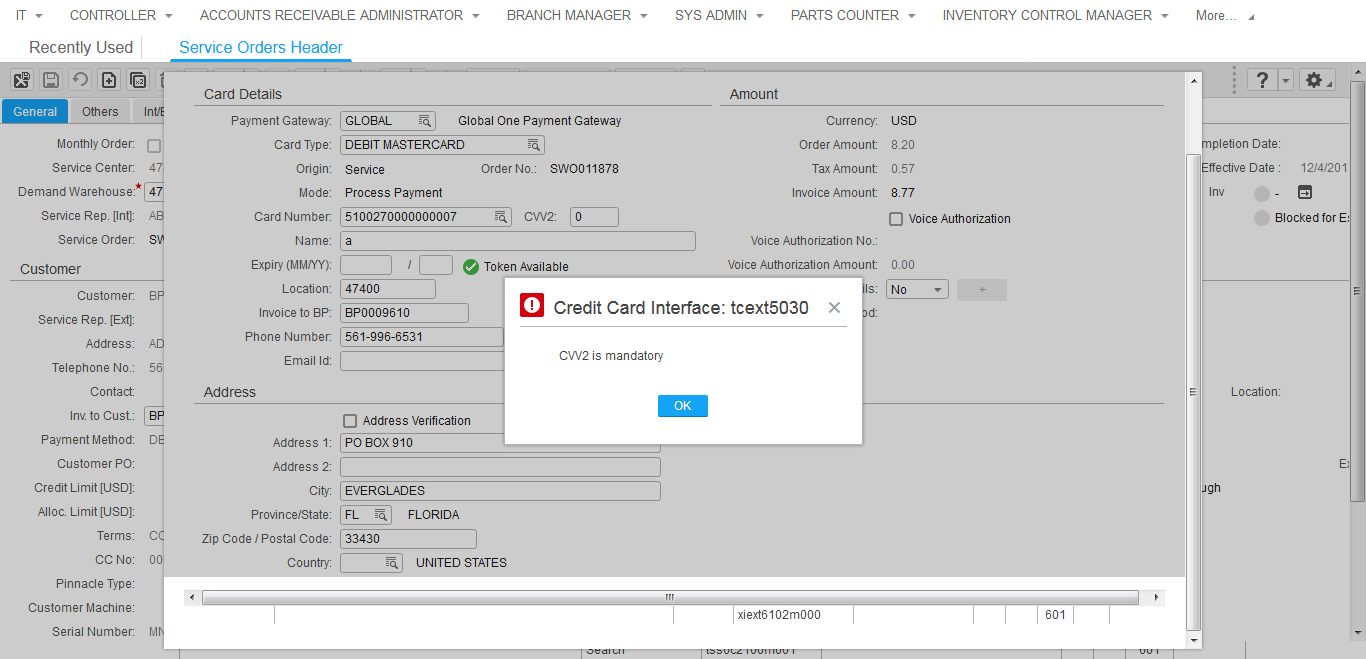 IT CONTROLLER ACCOUNTS RECEIVABLE ADMINISTRATOR BRANCH MANAGER SYS ADMIN PARTS COUNTER INVENTORY CONTROL MANAGER More...
Recently Used Service Orders Header
General Others Int/E
Card Details Amount
Payment Gateway: GLOBAL Global One Payment Gateway Currency: USD
Monthly Order: Card Type: DEBIT MASTERCARD Order Amount: 8.20 mpletion Date:
Service Center: 47 Origin: Service Order No.: SWO011878 Tax Amount: 0.57 Effective Date : 12/4/201
Demand Warehouse:* 47 Mode: Process Payment Invoice Amount: 8.77 Inv -
Service Rep. [Int]: AB Card Number: 5100270000000007 CVV2: 0 Voice Authorization Blocked for Ex
Service Order: SW Name: a Voice Authorization No.:
Customer Expiry (MM/YY): / Token Available Voice Authorization Amount: 0.00
Customer: BP Location: 47400 ils: No +
Service Rep. [Ext]: Invoice to BP: BP0009610 od:
Address: AD Phone Number: 561-996-6531
Telephone No.: 56 Email Id:
Credit Card Interface: tcext5030
CVV2 is mandatory
OK
Contact: Address Location:
Inv. to Cust.: BP Address Verification
Payment Method: DE Address 1: PO BOX 910
Customer PO: Address 2: Ex
Credit Limit [USD]: City: EVERGLADES ugh
Alloc. Limit [USD]: Province/State: FL FLORIDA
Terms: CC Zip Code / Postal Code: 33430
CC No: 00 Country: UNITED STATES
Pinnacle Type:
Customer Machine: xiext6102m000 601
Serial Number: MN
Search tssoc2100m001 601